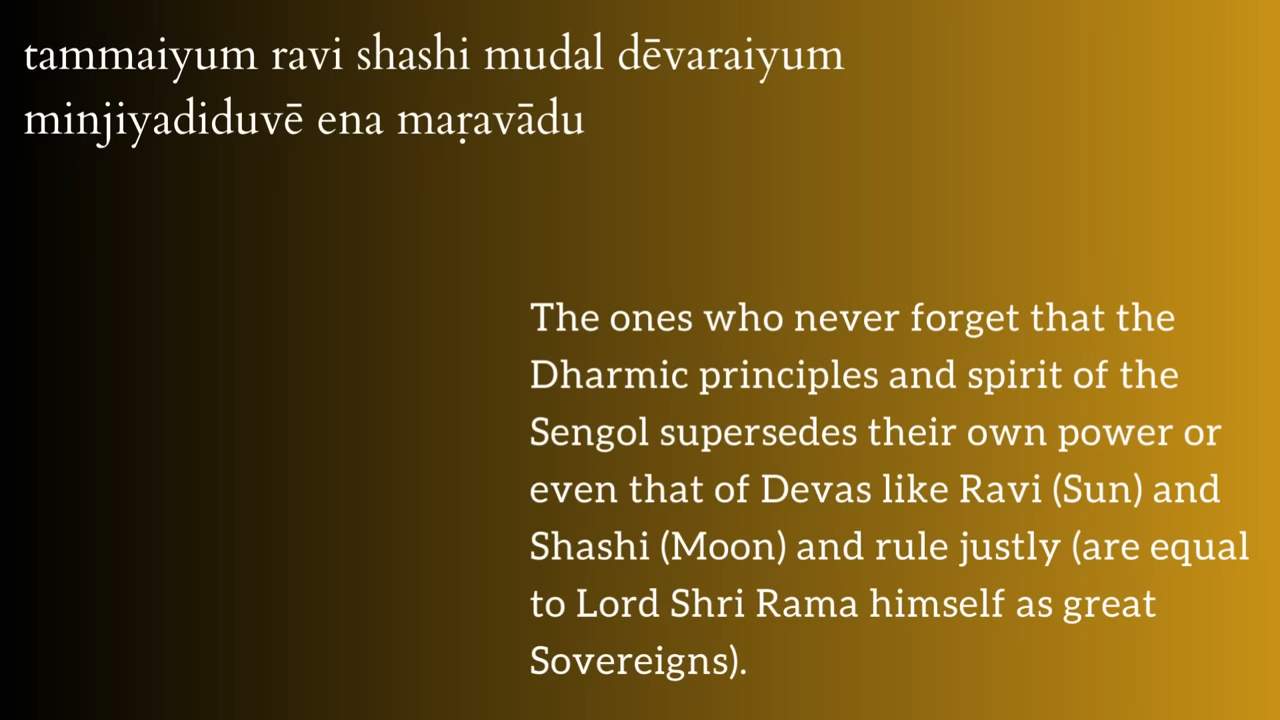 tammaiyum ravi shashi mudal dēvaraiyum
minjiyadiduvē ena maṛavādu
The ones who never forget that the
Dharmic principles and spirit of the
Sengol supersedes their own power or
even that of Devas like Ravi (Sun) and
Shashi (Moon) and rule justly (are equal
to Lord Shri Rama himself as great
Sovereigns).